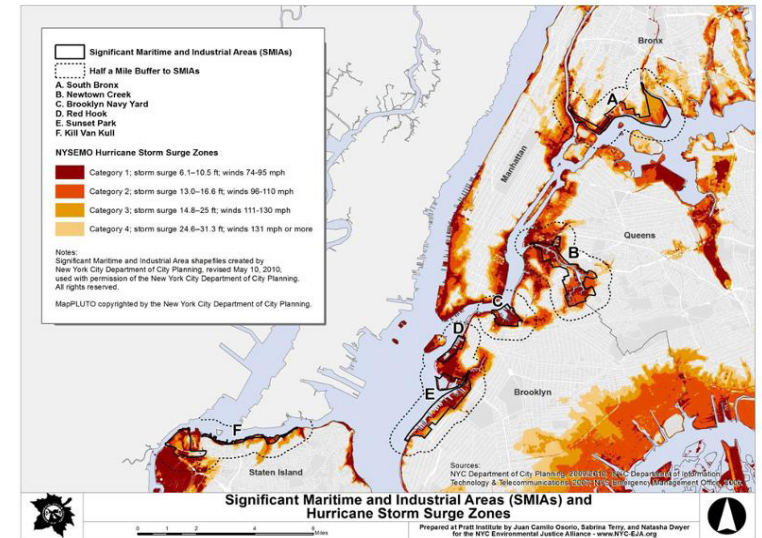 Significant Maritime and Industrial Areas (SMIAs)
Half a Mile Buffer to SMIAs
A. South Bronx
B. Newtown Creek
C. Brooklyn Navy Yard
D. Red Hook
E. Sunset Park
F. Kill Van Kull
NYSEMO Hurricane Storm Surge Zones
Category 1; storm surge 6.1–10.5 ft; winds 74-95 mph
Category 2; storm surge 13.0–16.6 ft; winds 96-110 mph
Category 3; storm surge 14.8–25 ft; winds 111-130 mph
Category 4; storm surge 24.6–31.3 ft; winds 131 mph or more
Notes:
Significant Maritime and Industrial Area shapefiles created by
New York City Department of City Planning, revised May 10, 2010;
used with permission of the New York City Department of City Planning.
All rights reserved.
MapPLUTO copyrighted by the New York City Department of City Planning.
Bronx
A
Manhattan
Queens
B
C
D
E
Brooklyn
F
Staten Island
Sources:
NYC Department of City Planning, NYC Department of Information
Technology & Telecommunications, NYC Emergency Management Office,
Significant Maritime and Industrial Areas (SMIAs) and
Hurricane Storm Surge Zones
0 1 2 4 6
Miles
Prepared at Pratt Institute by Juan Camilo Osorio, Sabrina Terry, and Natasha Dwyer
for the NYC Environmental Justice Alliance - www.NYC-EJA.org